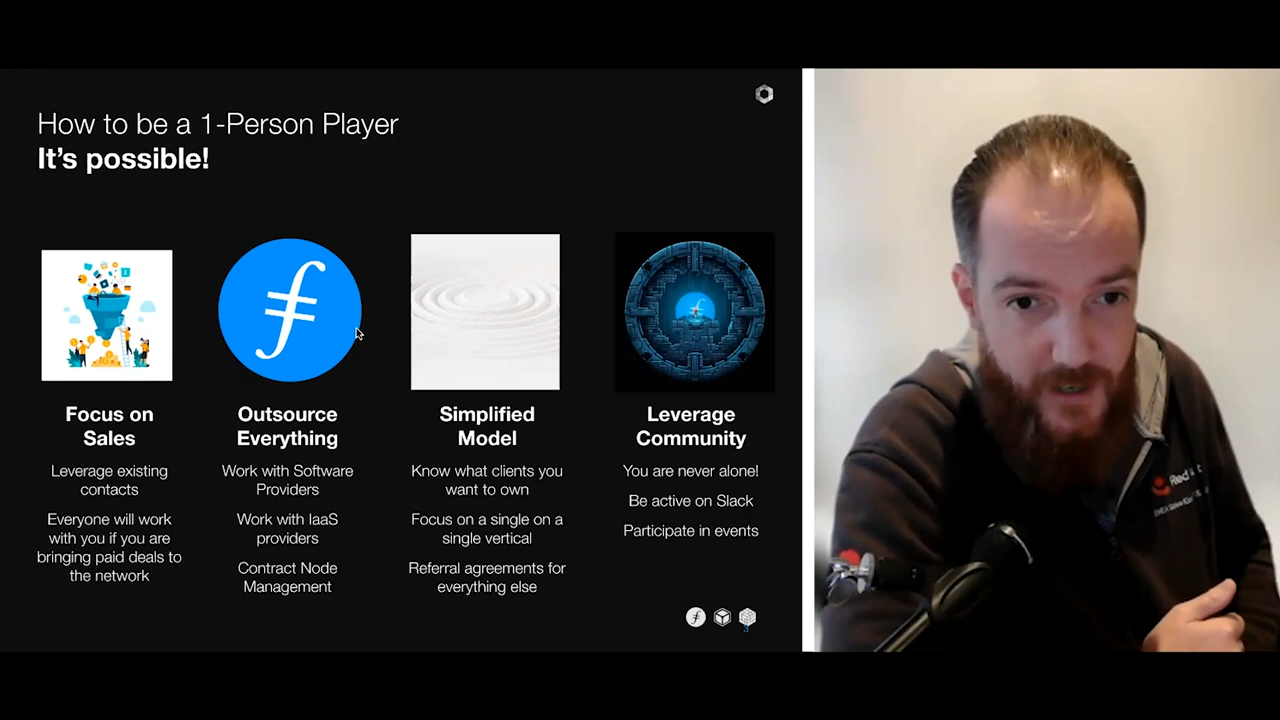 How to be a 1-Person Player
It's possible!
Focus on
Sales
Leverage existing
contacts
Everyone will work
with you if you are
bringing paid deals to
the network
Outsource
Everything
Work with Software
Providers
Work with IaaS
providers
Contract Node
Management
Simplified
Model
Know what clients you
want to own
Focus on a single on a
single vertical
Referral agreements for
everything else
Leverage
Community
You are never alone!
Be active on Slack
Participate in events
3
Red